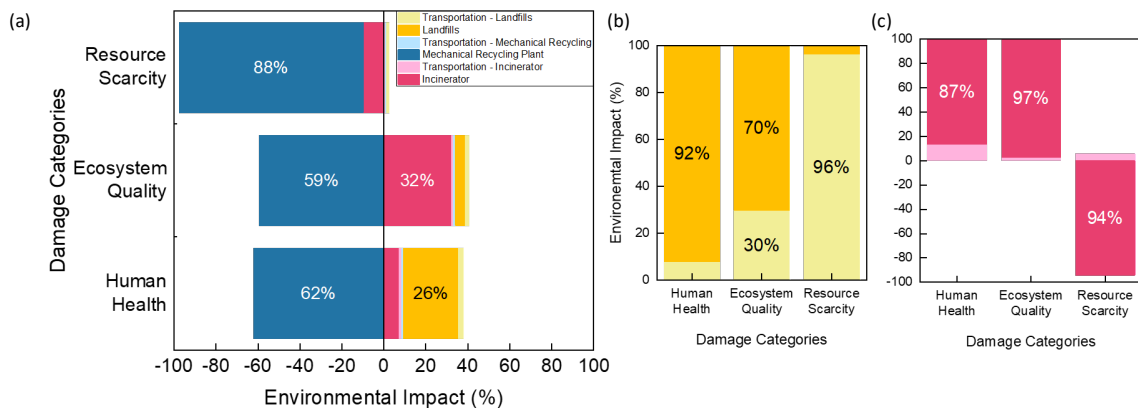 (a)
Damage Categories
Resource
Scarcity
Ecosystem
Quality
Human
Health
88%
59%
32%
62%
26%
Transportation - Landfills
Landfills
Transportation - Mechanical Recycling
Mechanical Recycling Plant
Transportation - Incinerator
Incinerator
-100 -80 -60 -40 -20 0 20 40 60 80 100
Environmental Impact (%)
(b)
Environemtal Impact (%)
100
80
60
40
20
0
92%
70%
30%
96%
Human
Health
Ecosystem
Quality
Resource
Scarcity
Damage Categories
(c)
100
80
60
40
20
0
-20
-40
-60
-80
-100
87%
97%
94%
Human
Health
Ecosystem
Quality
Resource
Scarcity
Damage Categories